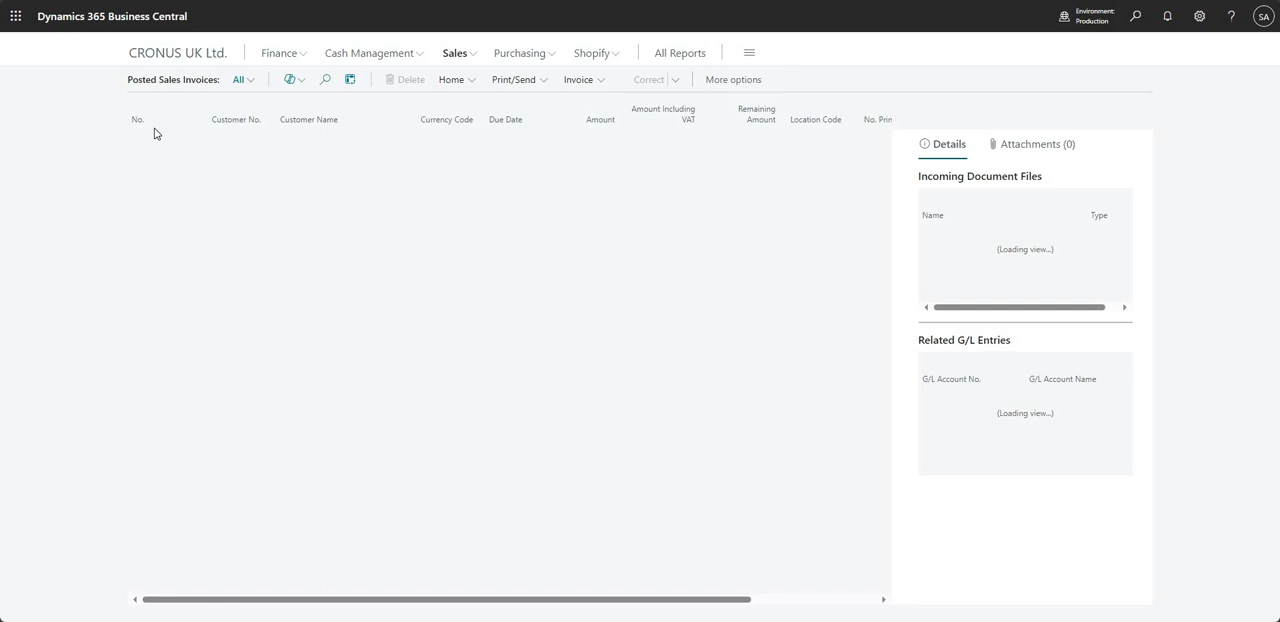 Dynamics 365 Business Central
Environment:
Production
?
SA
CRONUS UK Ltd.
Finance
Cash Management
Sales
Purchasing
Shopify
All Reports
Posted Sales Invoices:
All
Delete
Home
Print/Send
Invoice
Correct
More options
No.
Customer No.
Customer Name
Currency Code
Due Date
Amount
Amount Including
VAT
Remaining
Amount
Location Code
No. Prin
Details
Attachments (0)
Incoming Document Files
Name
Type
(Loading view...)
Related G/L Entries
G/L Account No.
G/L Account Name
(Loading view...)